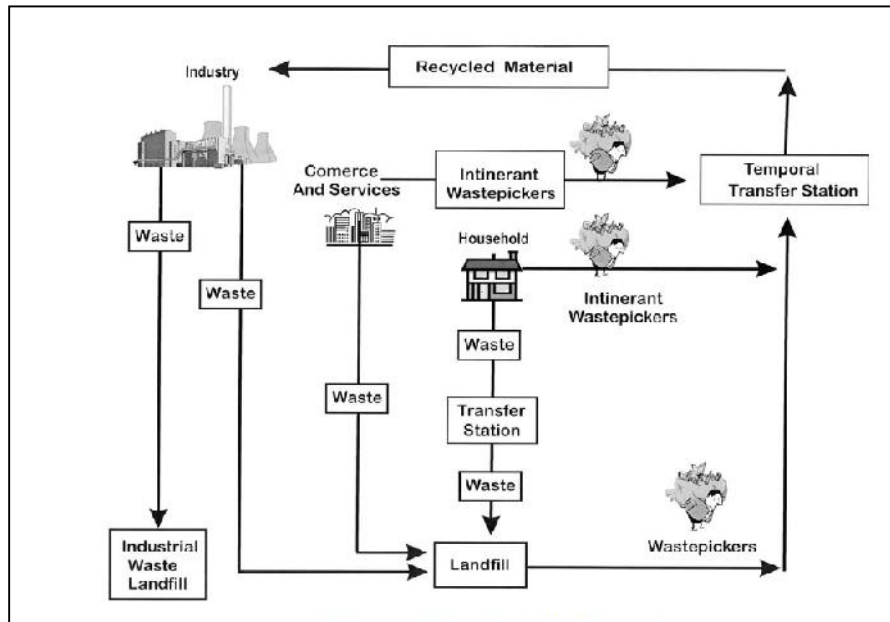 Recycled Material
Industry
Comerce
And Services
Intinerant
Wastepickers
Temporal
Transfer Station
Waste
Household
Waste
Intinerant
Wastepickers
Waste
Waste
Transfer
Station
Waste
Wastepickers
Industrial
Waste
Landfill
Landfill